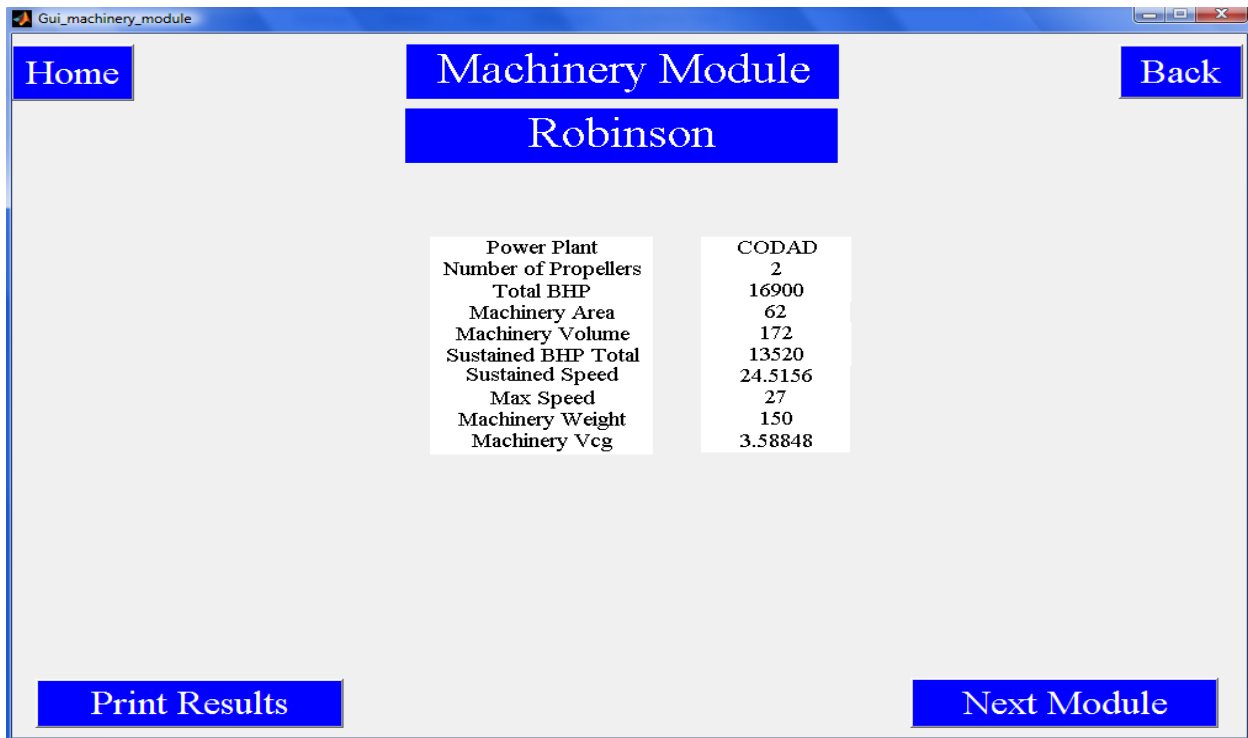 Gui_machinery_module
Home
Machinery Module
Back
Robinson
Power Plant CODAD
Number of Propellers 2
Total BHP 16900
Machinery Area 62
Machinery Volume 172
Sustained BHP Total 13520
Sustained Speed 24.5156
Max Speed 27
Machinery Weight 150
Machinery Vcg 3.58848
Print Results
Next Module